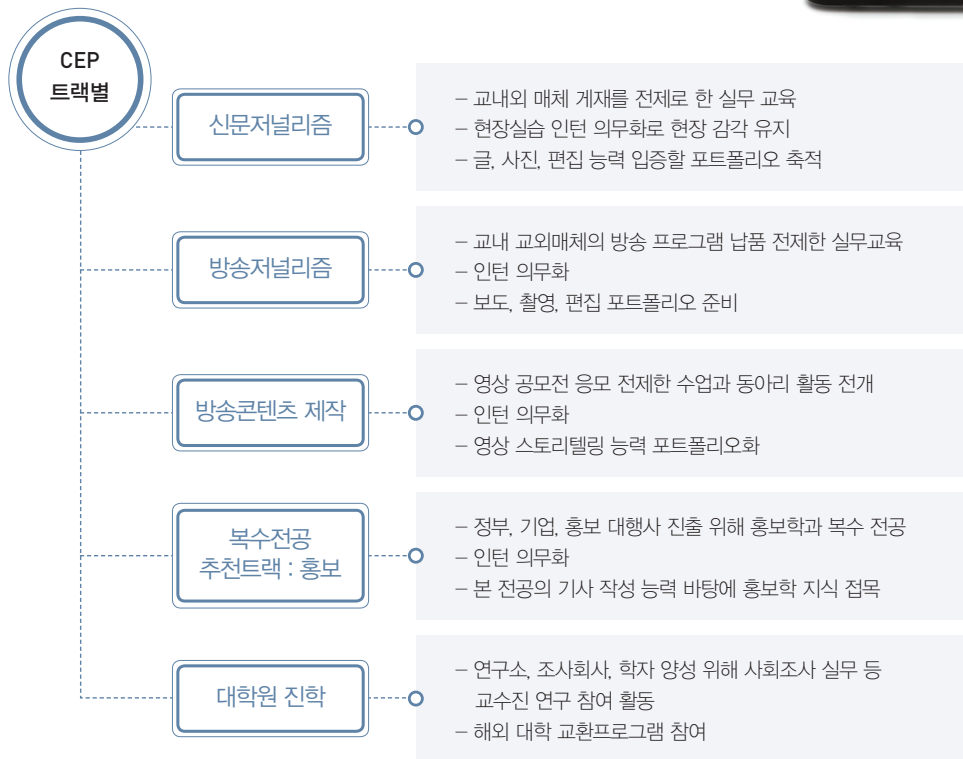 CEP
트랙별
신문저널리즘
– 교내외 매체 게재를 전제로 한 실무 교육
– 현장실습 인턴 의무화로 현장 감각 유지
– 글, 사진, 편집 능력 입증할 포트폴리오 축적
방송저널리즘
– 교내 교외매체의 방송 프로그램 납품 전제한 실무교육
– 인턴 의무화
– 보도, 촬영, 편집 포트폴리오 준비
방송콘텐츠 제작
– 영상 공모전 응모 전제한 수업과 동아리 활동 전개
– 인턴 의무화
– 영상 스토리텔링 능력 포트폴리오화
복수전공
추천트랙 : 홍보
– 정부, 기업, 홍보 대행사 진출 위해 홍보학과 복수 전공
– 인턴 의무화
– 본 전공의 기사 작성 능력 바탕에 홍보학 지식 접목
대학원 진학
– 연구소, 조사회사, 학자 양성 위해 사회조사 실무 등
교수진 연구 참여 활동
– 해외 대학 교환프로그램 참여